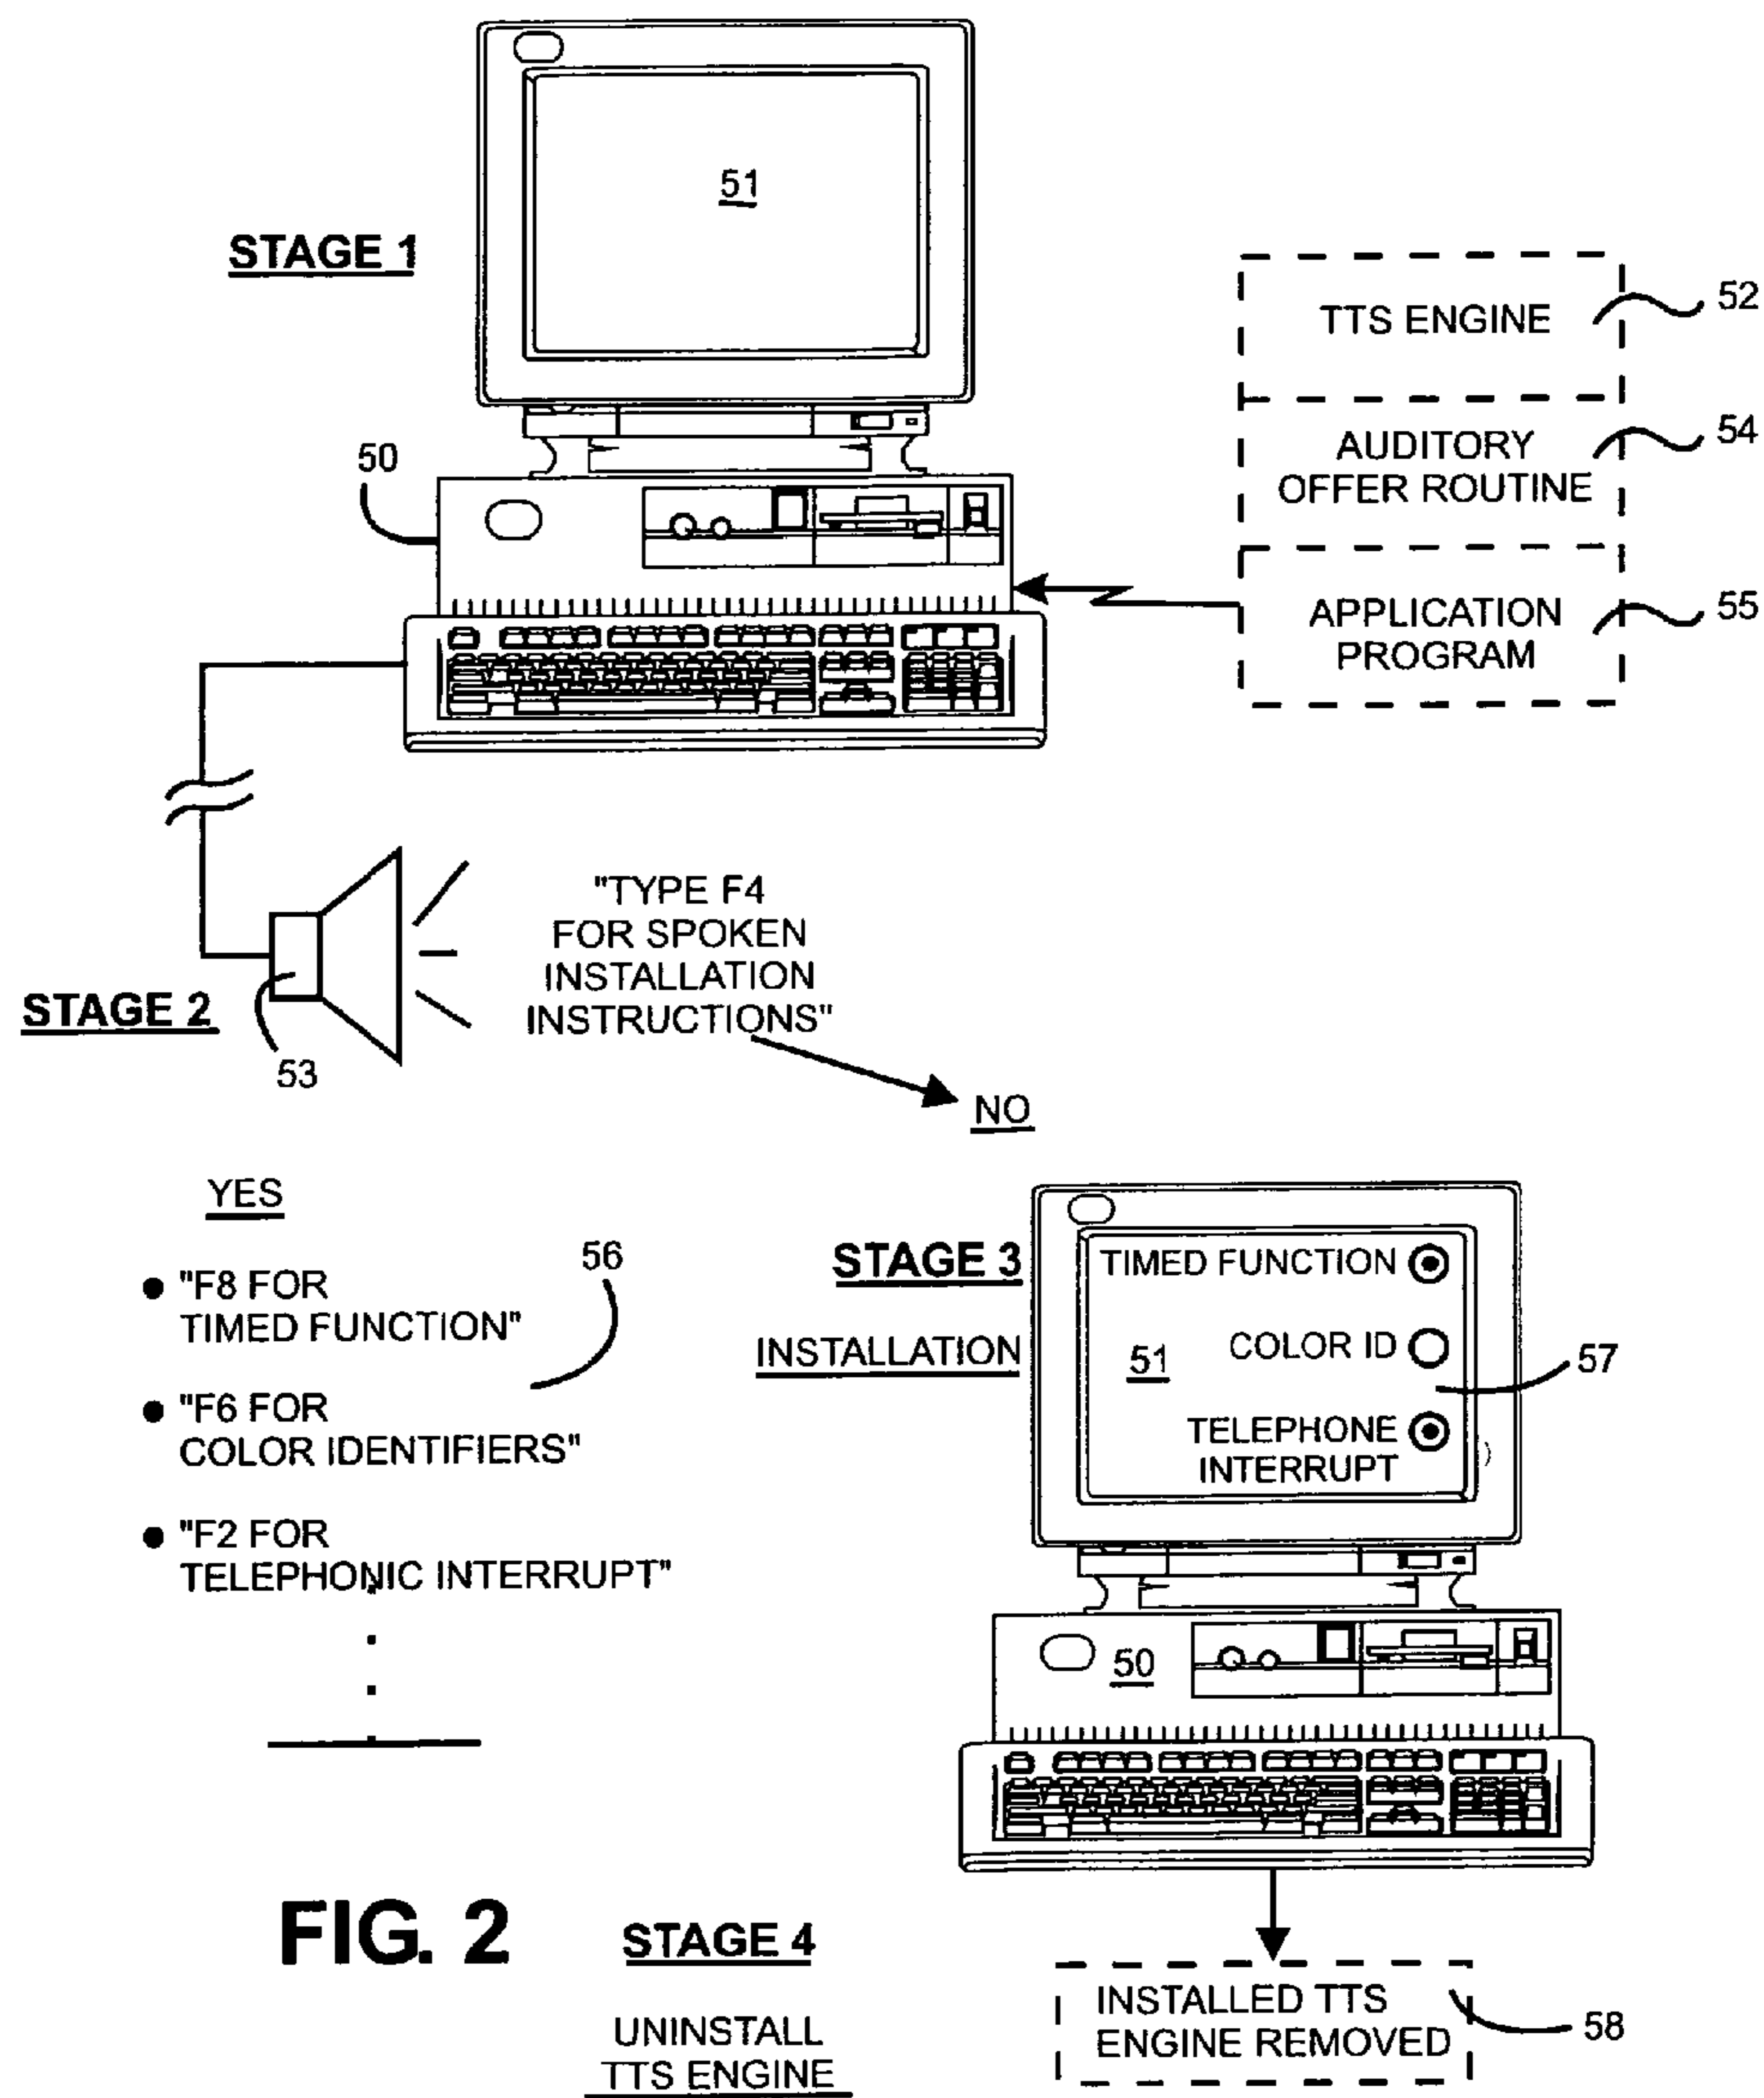 51
STAGE 1
TTS ENGINE
52
AUDITORY
OFFER ROUTINE
54
50
APPLICATION
PROGRAM
55
"TYPE F4
FOR SPOKEN
INSTALLATION
INSTRUCTIONS"
STAGE 2
53
NO
YES
"F8 FOR
TIMED FUNCTION"
56
"F6 FOR
COLOR IDENTIFIERS"
"F2 FOR
TELEPHONIC INTERRUPT"
STAGE 3
INSTALLATION
TIMED FUNCTION
COLOR ID
51
57
TELEPHONE
INTERRUPT
50
FIG. 2
STAGE 4
UNINSTALL
TTS ENGINE
INSTALLED TTS
ENGINE REMOVED
58